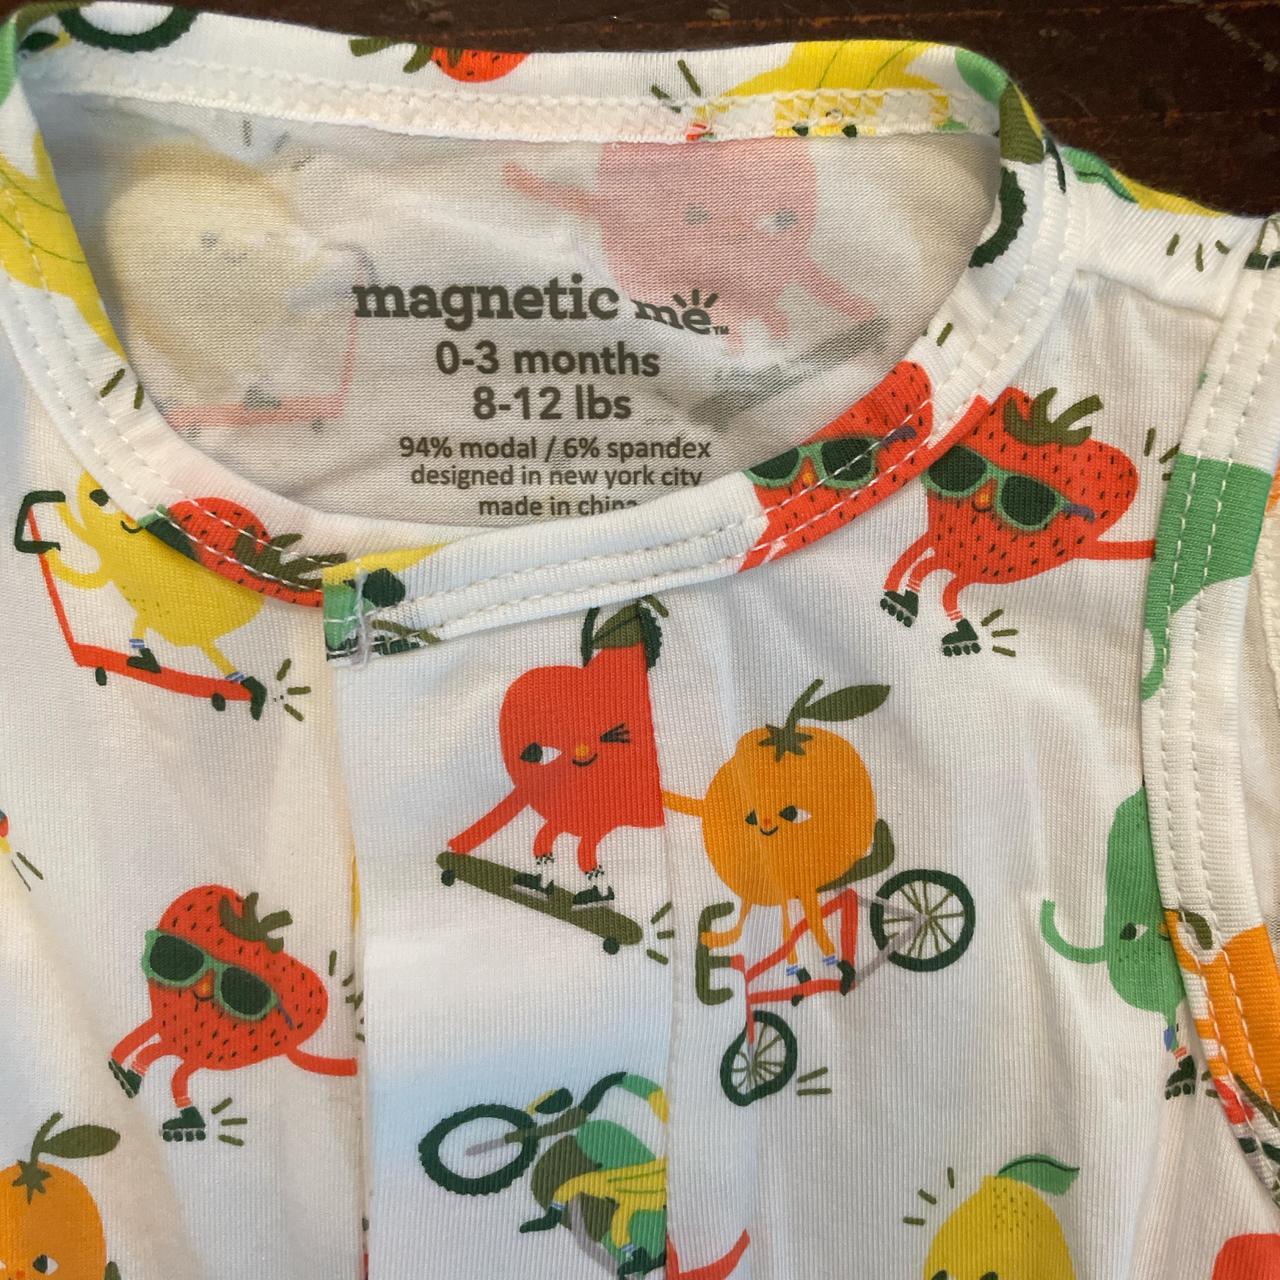 magnetic me™
0-3 months
8-12 lbs
94% modal / 6% spandex
designed in new york city
made in china